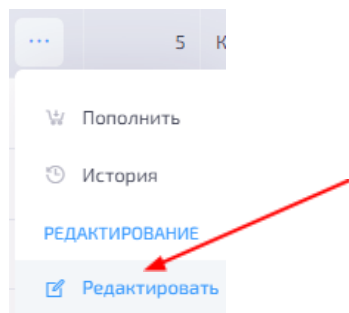 ... 5 К
Пополнить
История
РЕДАКТИРОВАНИЕ
Редактировать